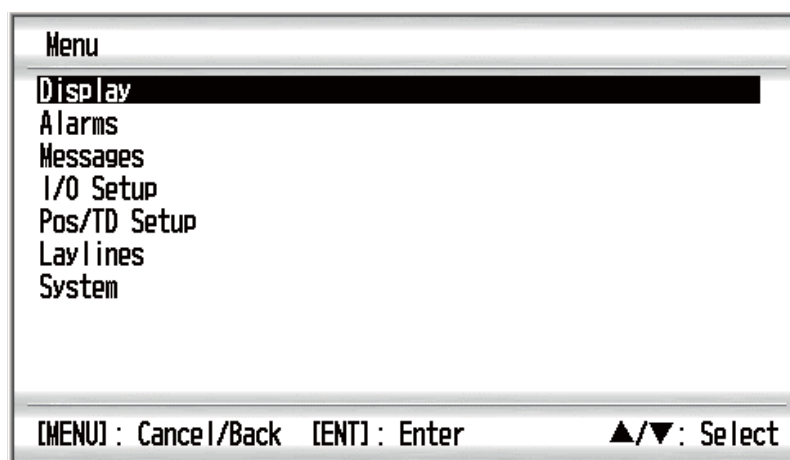 Menu
Display
Alarms
Messages
I/O Setup
Pos/TD Setup
Laylines
System
[MENU] : Cancel/Back [ENT] : Enter ▲/▼: Select